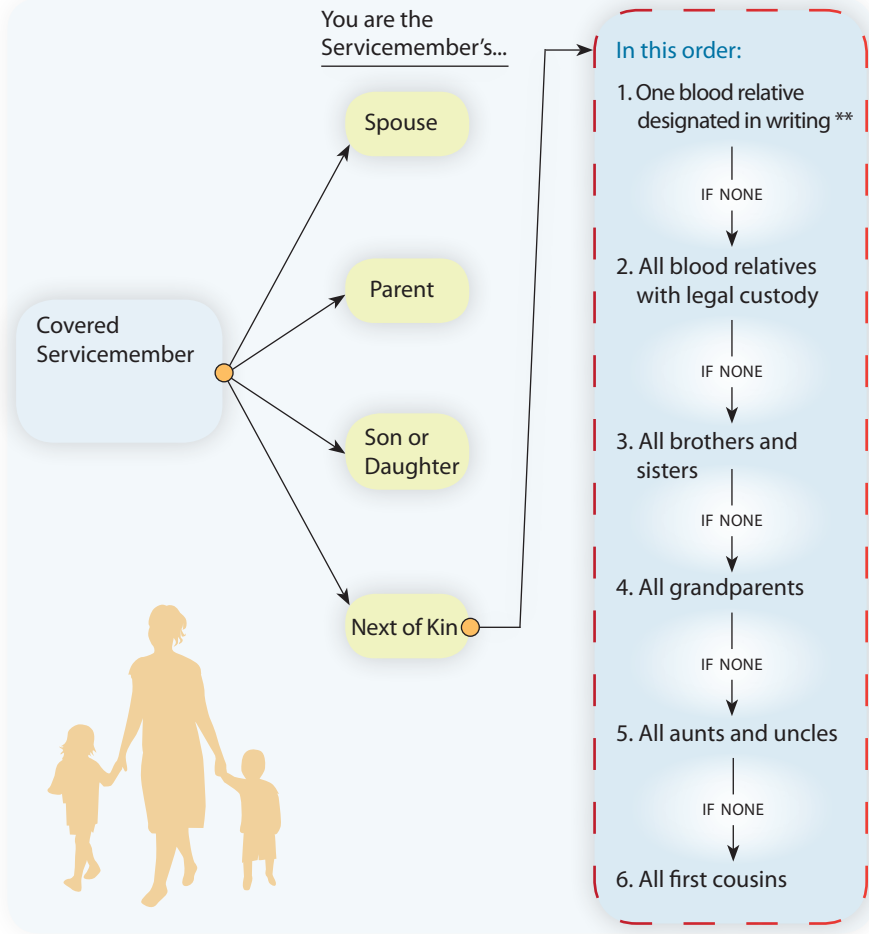 You are the
Servicemember's...
Spouse
Parent
Covered
Servicemember
Son or
Daughter
Next of Kin
In this order:
1. One blood relative
designated in writing **
IF NONE
2. All blood relatives
with legal custody
IF NONE
3. All brothers and
sisters
IF NONE
4. All grandparents
IF NONE
5. All aunts and uncles
IF NONE
6. All first cousins